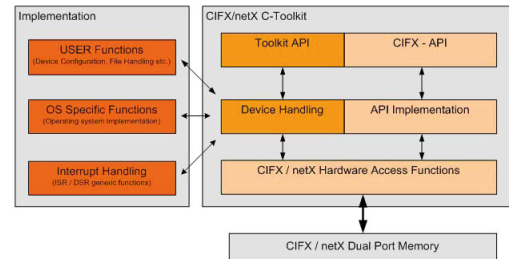 Implementation
USER Functions
(Device Configuration, File Handling etc.)
OS Specific Functions
(Operating system Implementation)
Interrupt Handling
(ISR / DSR generic functions)
CIFX/netX C-Toolkit
Toolkit API
CIFX - API
Device Handling
API Implementation
CIFX / netX Hardware Access Functions
CIFX / netX Dual Port Memory